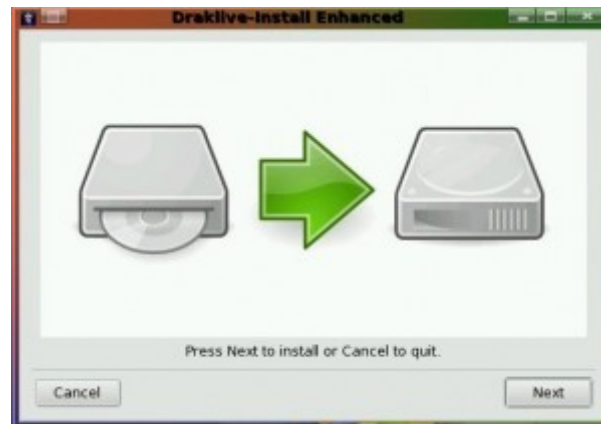 Draklive-Install Enhanced
Press Next to install or Cancel to quit.
Cancel
Next